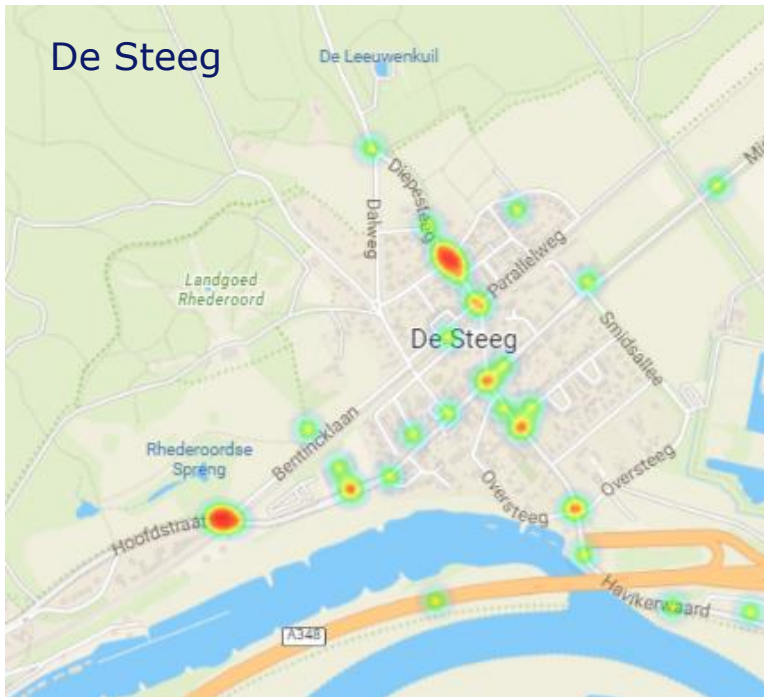 De Steeg
De Leeuwenkuil
Diepesteeg
Dalweg
Landgoed
Rhederoord
Parallelweg
De Steeg
Smidsallee
Bentincklaan
Rhederoordse
Spreng
Oversteeg
Oversteeg
Hoofdstraat
Havikerwaard
A348